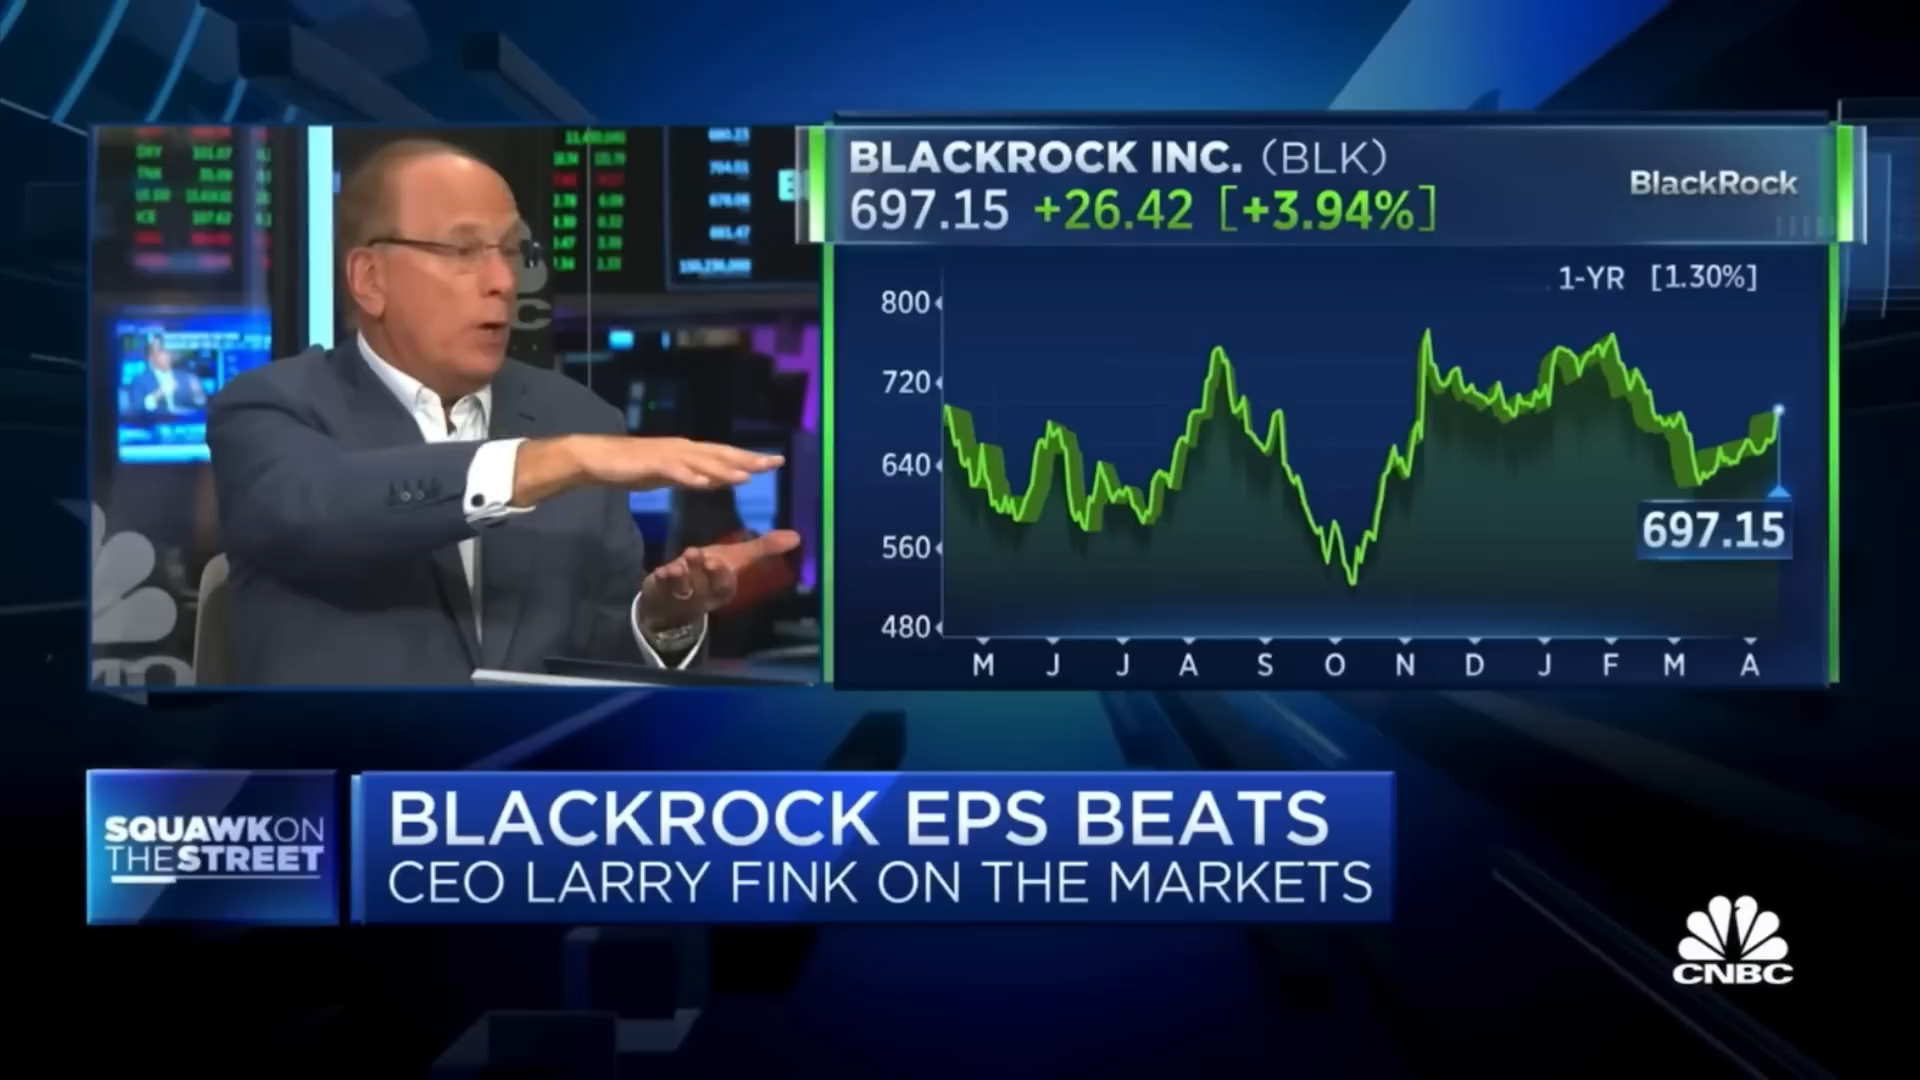 BLACKROCK INC. (BLK)
697.15 +26.42 [+3.94%]
BlackRock
1-YR [1.30%]
800
720
640
560
480
697.15
M J J A S O N D J F M A
SQUAWK ON
THE STREET
BLACKROCK EPS BEATS
CEO LARRY FINK ON THE MARKETS
CNBC